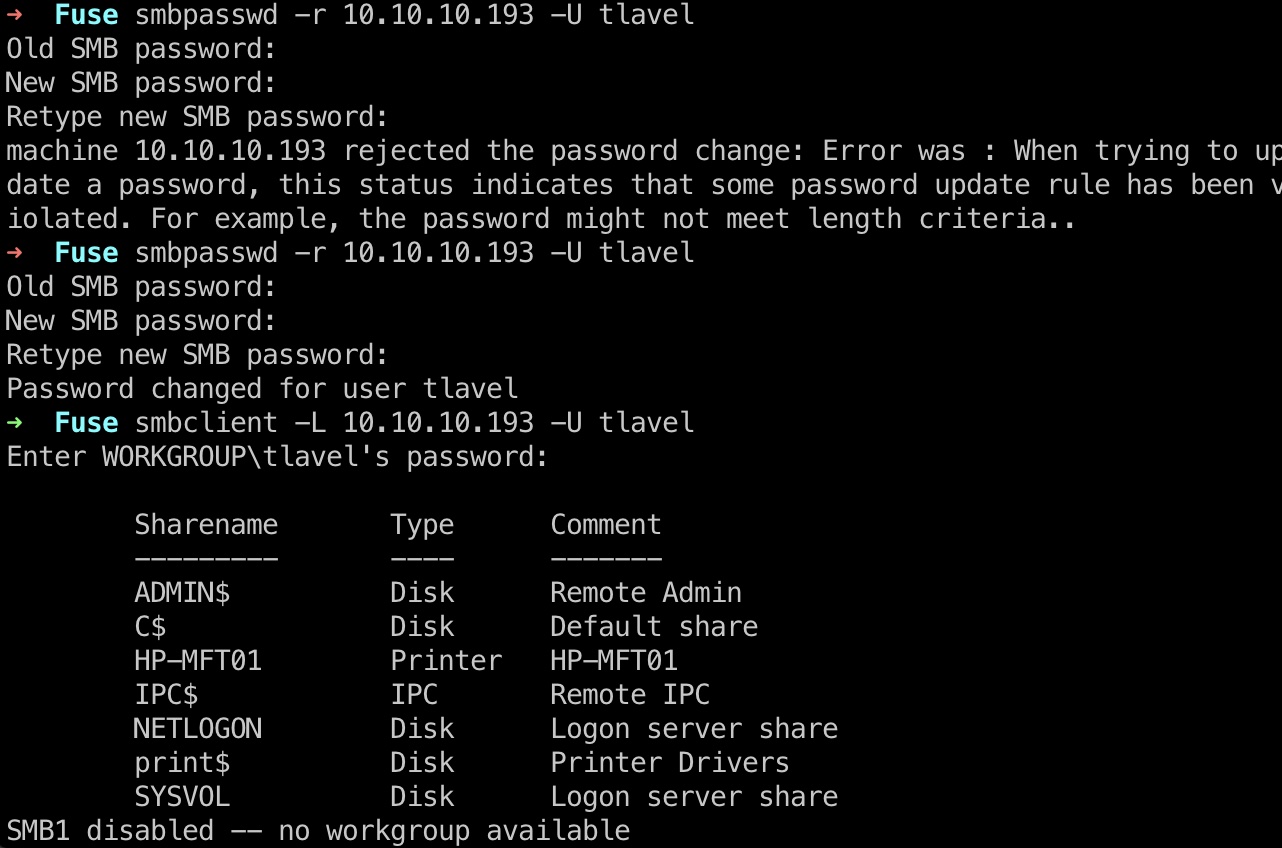 → Fuse smbpasswd -r 10.10.10.193 -U tlavel
Old SMB password:
New SMB password:
Retype new SMB password:
machine 10.10.10.193 rejected the password change: Error was : When trying to up
date a password, this status indicates that some password update rule has been v
iolated. For example, the password might not meet length criteria..
→ Fuse smbpasswd -r 10.10.10.193 -U tlavel
Old SMB password:
New SMB password:
Retype new SMB password:
Password changed for user tlavel
→ Fuse smbclient -L 10.10.10.193 -U tlavel
Enter WORKGROUP\tlavel's password:
Sharename Type Comment
--------- ---- -------
ADMIN$ Disk Remote Admin
C$ Disk Default share
HP-MFT01 Printer HP-MFT01
IPC$ IPC Remote IPC
NETLOGON Disk Logon server share
print$ Disk Printer Drivers
SYSVOL Disk Logon server share
SMB1 disabled -- no workgroup available